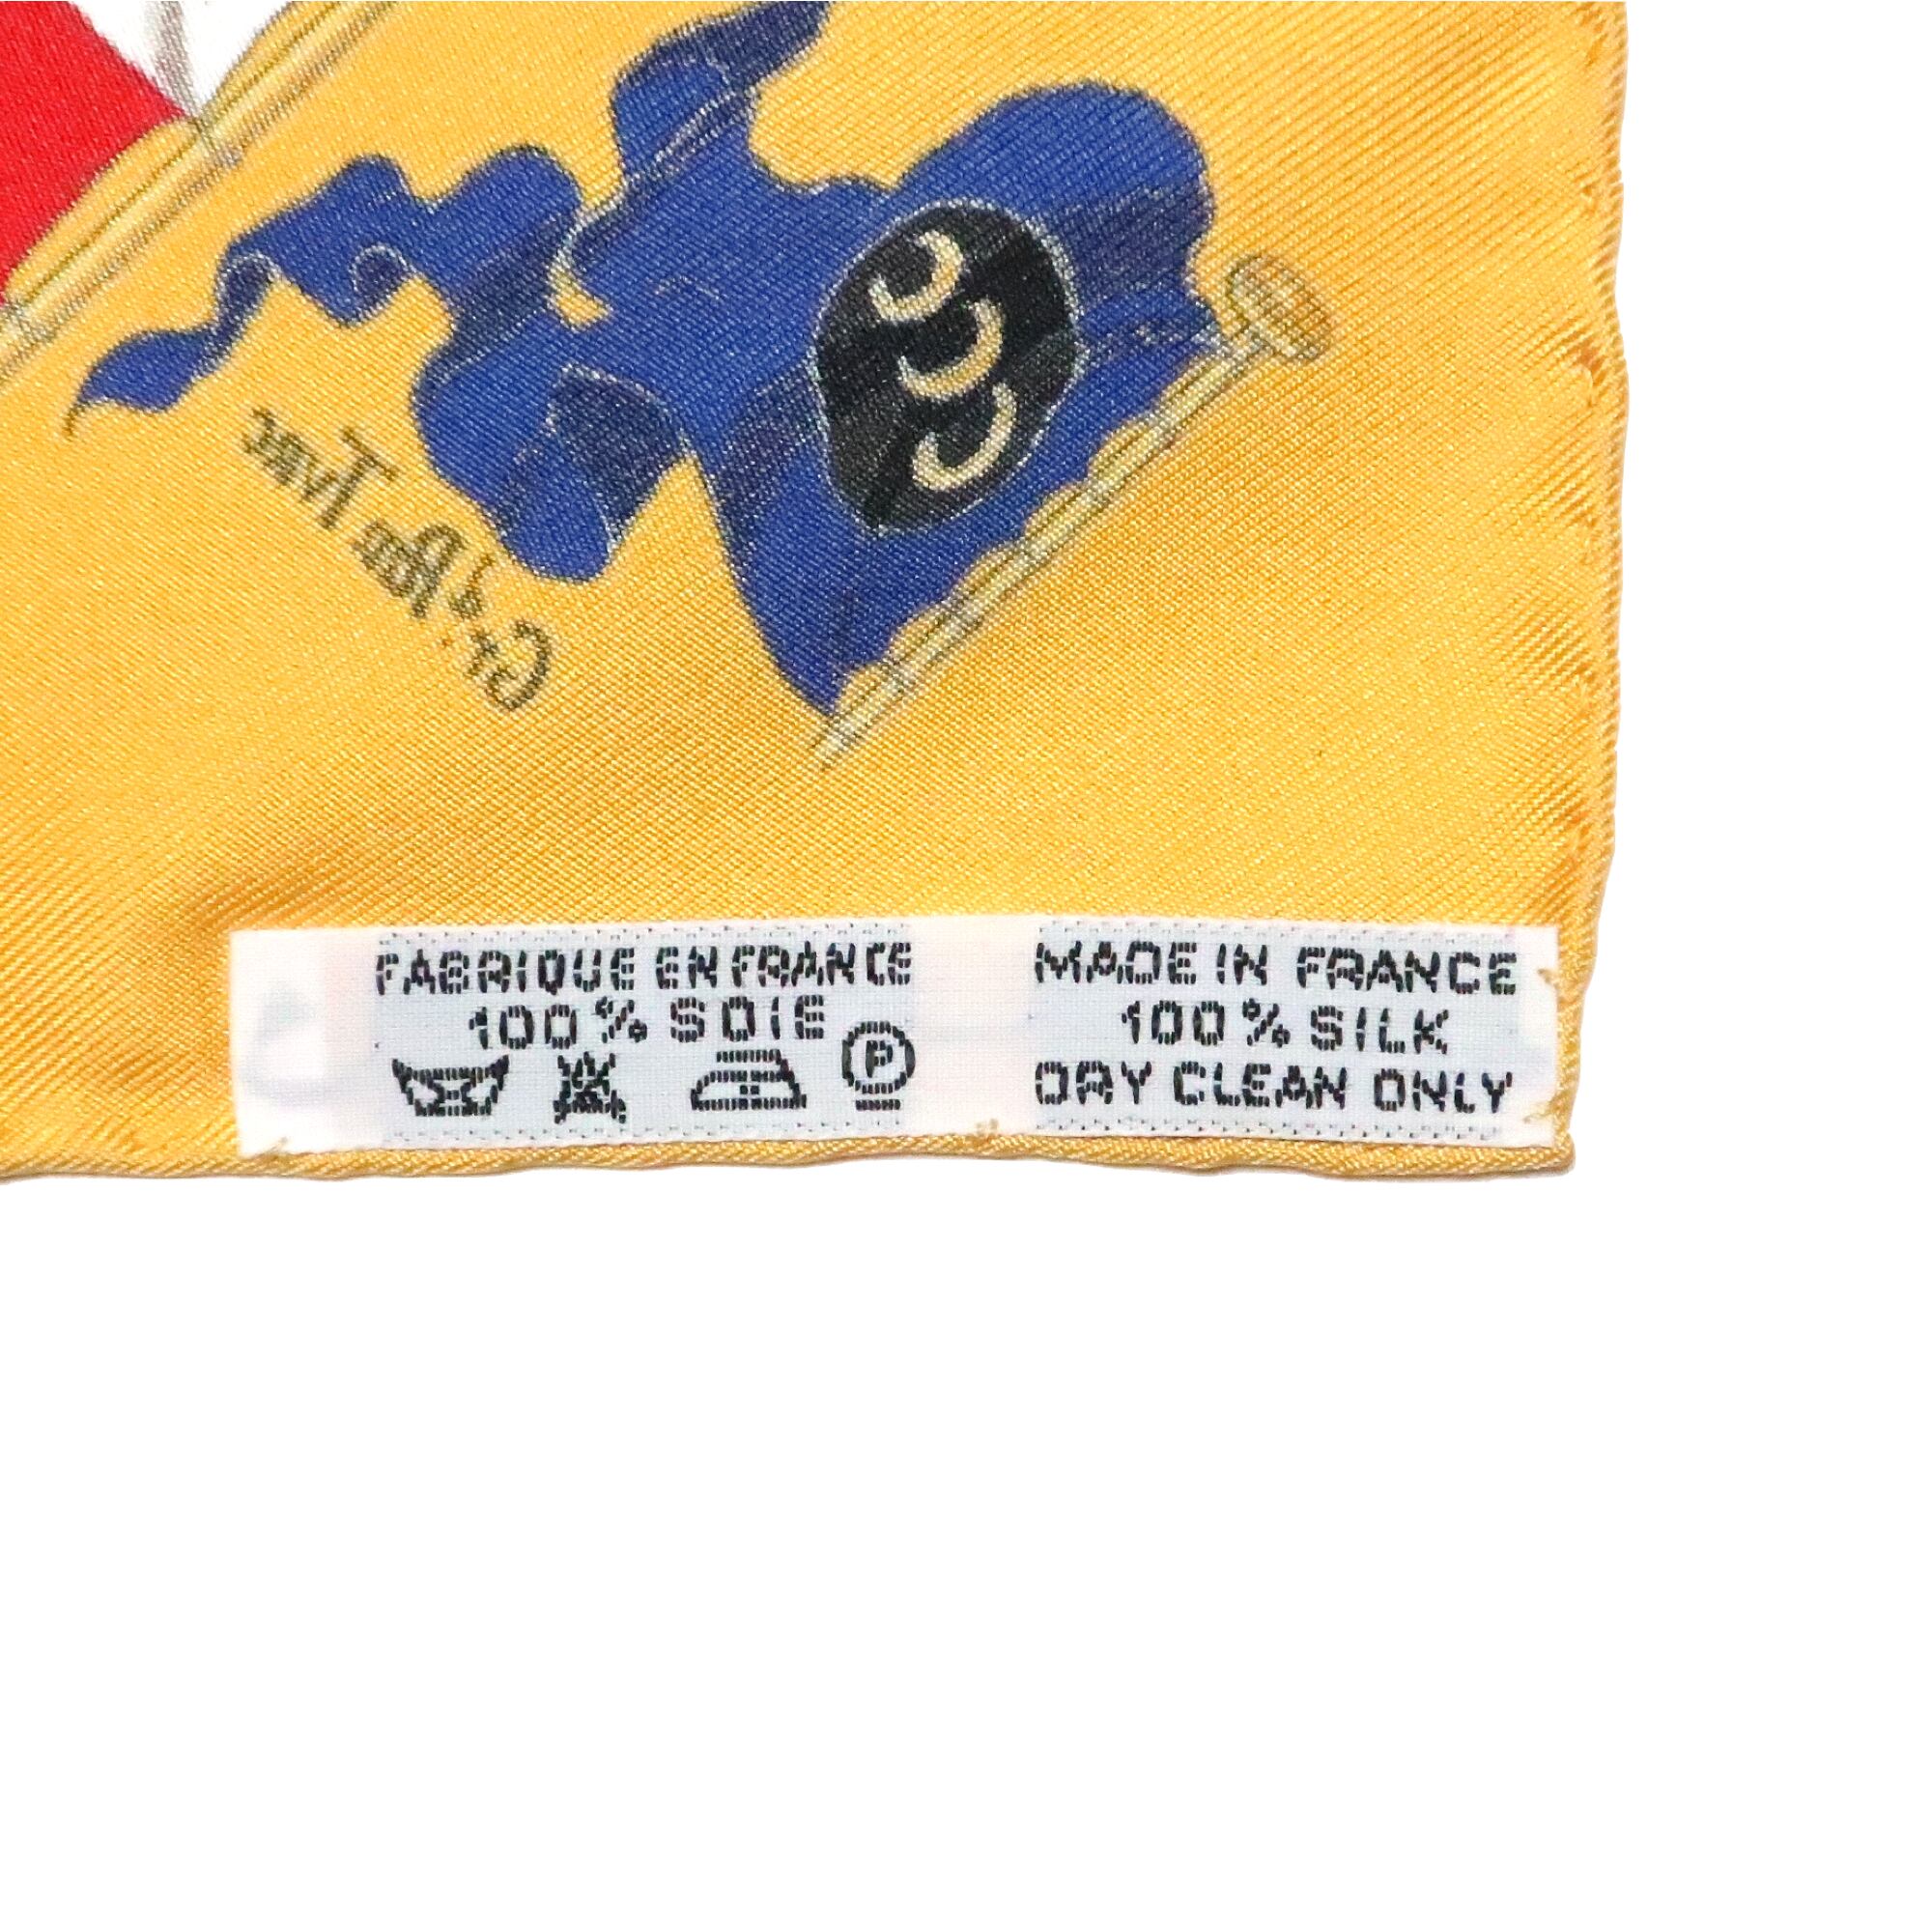 FABRIQUE EN FRANCE
100% SOIE
P
MADE IN FRANCE
100% SILK
DRY CLEAN ONLY